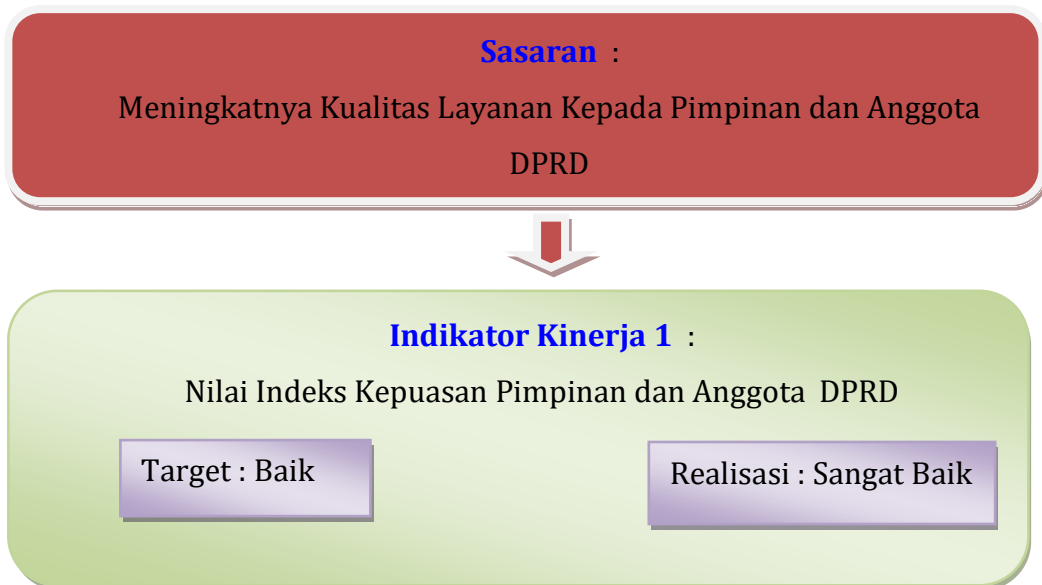 Sasaran :
Meningkatnya Kualitas Layanan Kepada Pimpinan dan Anggota
DPRD
Indikator Kinerja 1 :
Nilai Indeks Kepuasan Pimpinan dan Anggota DPRD
Target : Baik
Realisasi : Sangat Baik